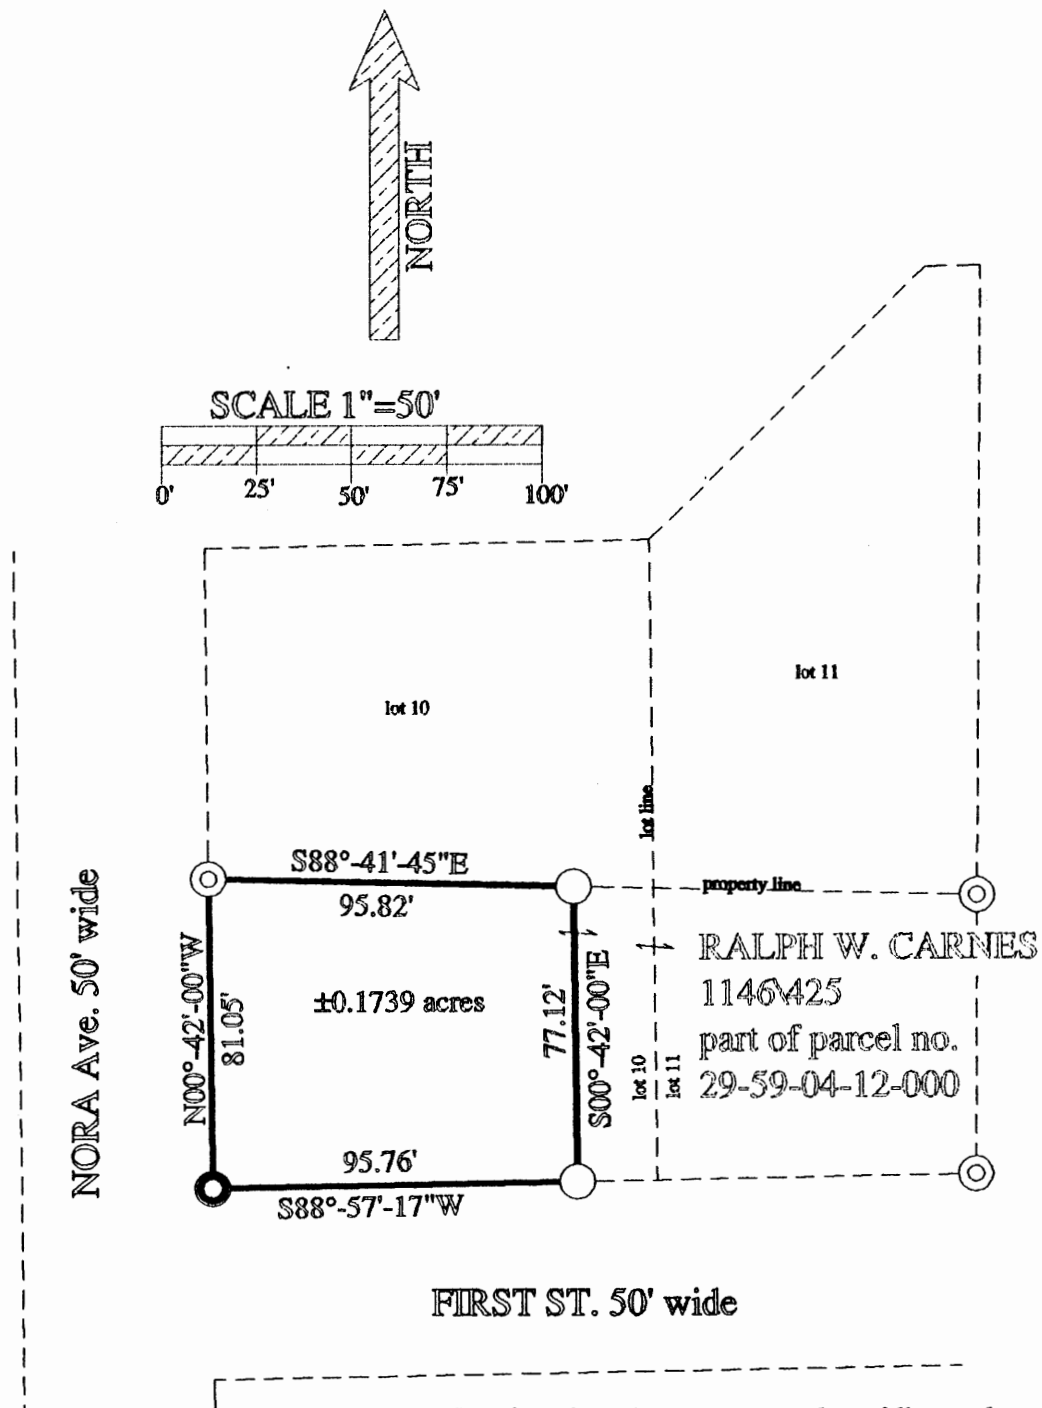 NORTH
SCALE 1"=50'
0' 25' 50' 75' 100'
lot 11
lot 10
lot line
S88°-41'-45"E
95.82'
property line
NORA Ave. 50' wide
N00°-42'-00"W
81.05'
±0.1739 acres
77.12'
S00°-42'-00"E
RALPH W. CARNES
1146\425
part of parcel no.
29-59-04-12-000
lot 10
lot 11
95.76'
S88°-57'-17"W
FIRST ST. 50' wide